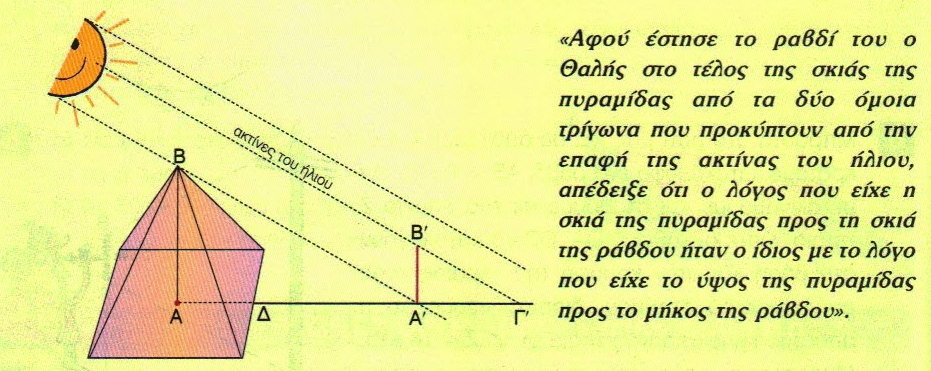 «Αφού έστησε το ραβδί του ο
Θαλής στο τέλος της σκιάς της
πυραμίδας από τα δύο όμοια
τρίγωνα που προκύπτουν από την
επαφή της ακτίνας του ήλιου,
απέδειξε ότι ο λόγος που είχε η
σκιά της πυραμίδας προς τη σκιά
της ράβδου ήταν ο ίδιος με το λόγο
που είχε το ύψος της πυραμίδας
προς το μήκος της ράβδου».
ακτίνες του ήλιου
Β
Β′
Α
Δ
Α′
Γ′